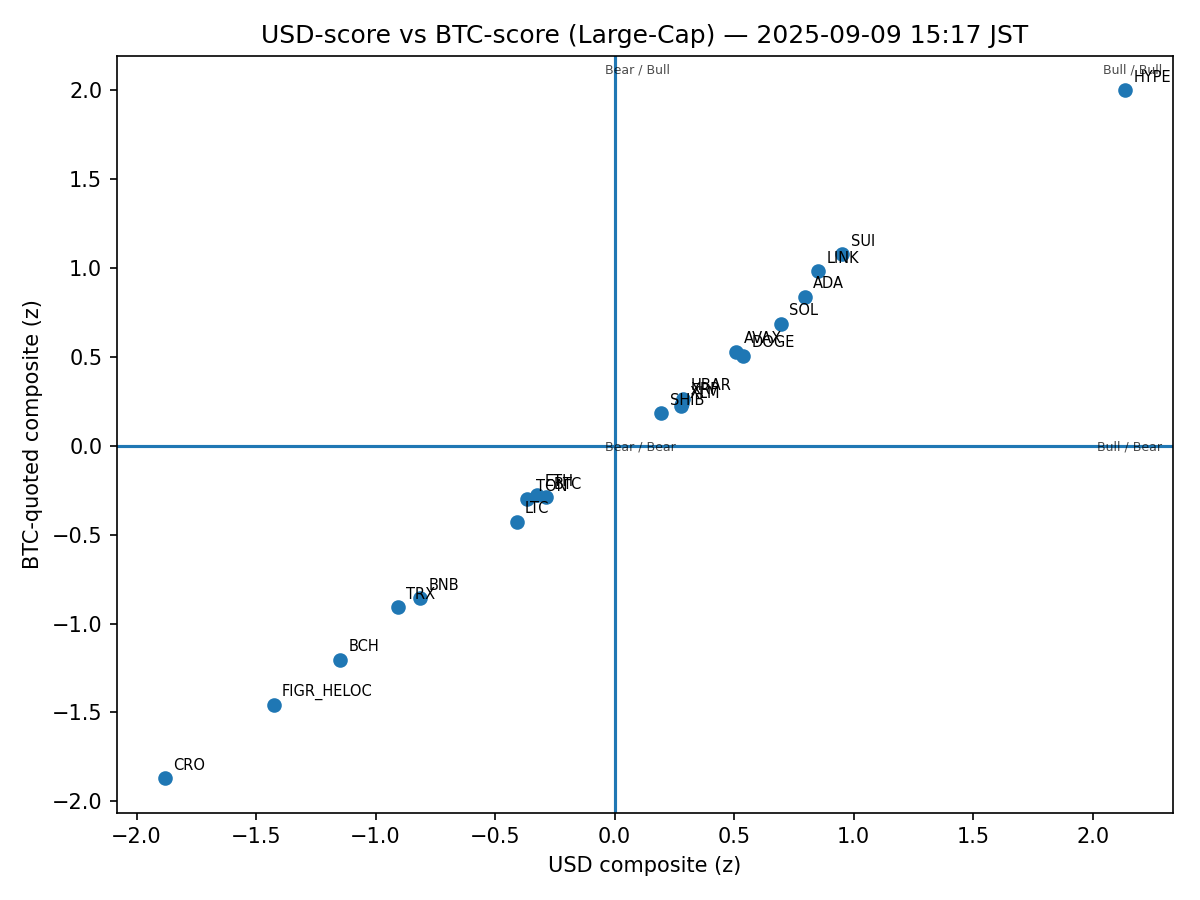 USD-score vs BTC-score (Large-Cap) — 2025-09-09 15:17 JST
Bear / Bull
Bull / Bull
HYPE
SUI
LINK
ADA
SOL
AVAX
DOGE
HBAR
XLM
SHIB
Bear / Bear
Bull / Bear
ETH
BTC
TON
LTC
BNB
TRX
BCH
FIGR_HELOC
CRO
2.0
1.5
1.0
0.5
0.0
−0.5
−1.0
−1.5
−2.0
BTC-quoted composite (z)
−2.0 −1.5 −1.0 −0.5 0.0 0.5 1.0 1.5 2.0
USD composite (z)